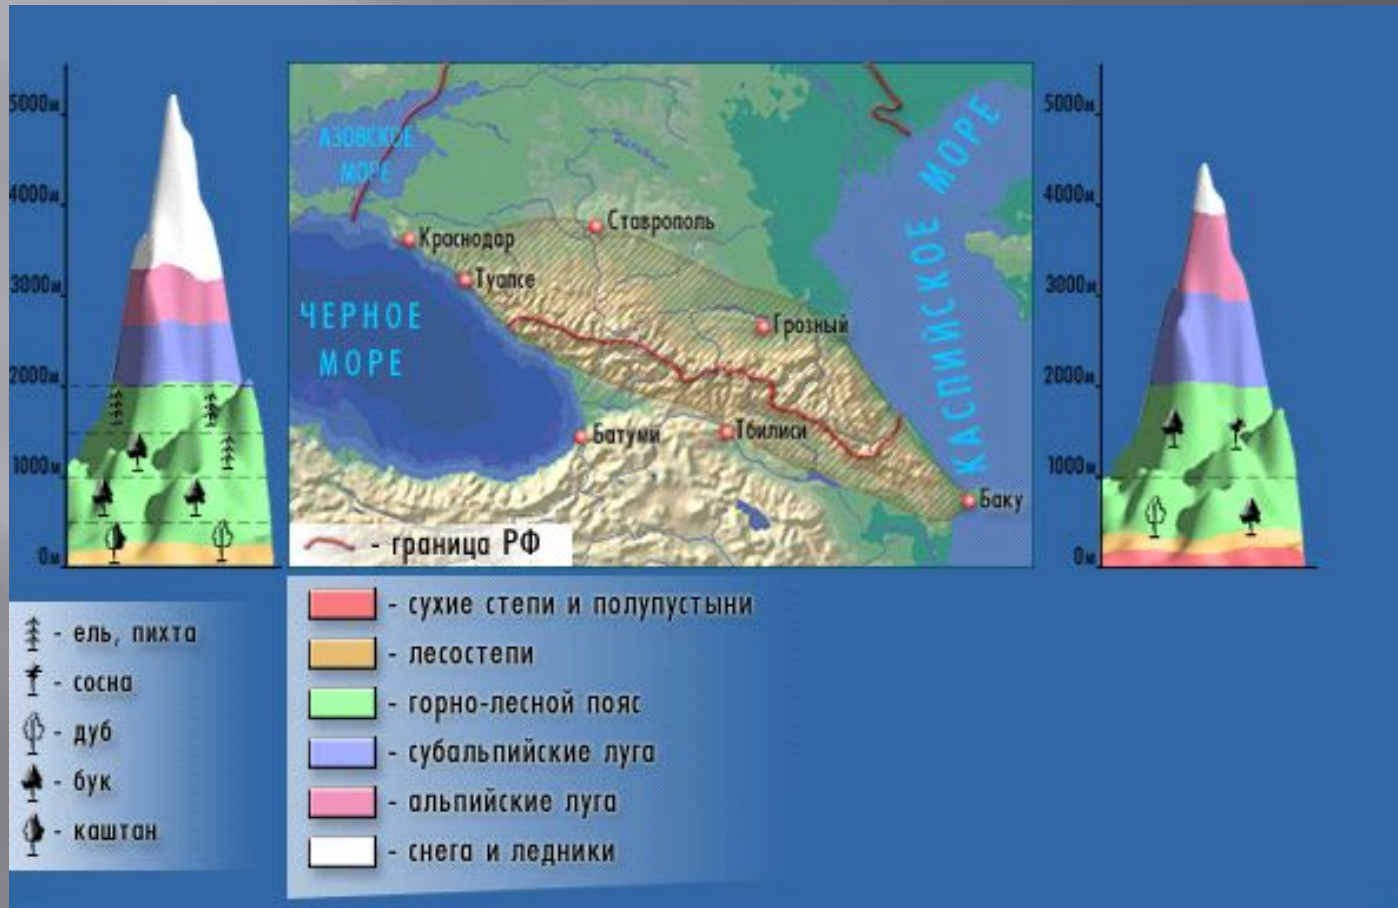 5000м
4000м
3000м
2000м
1000м
0м
АЗОВСКОЕ
МОРЕ
ЧЕРНОЕ
МОРЕ
КАСПИЙСКОЕ МОРЕ
Ставрополь
Краснодар
Туапсе
Грозный
Батуми
Тбилиси
Баку
- граница РФ
5000м
4000м
3000м
2000м
1000м
0м
- ель, пихта
- сосна
- дуб
- бук
- каштан
- сухие степи и полупустыни
- лесостепи
- горно-лесной пояс
- субальпийские луга
- альпийские луга
- снега и ледники